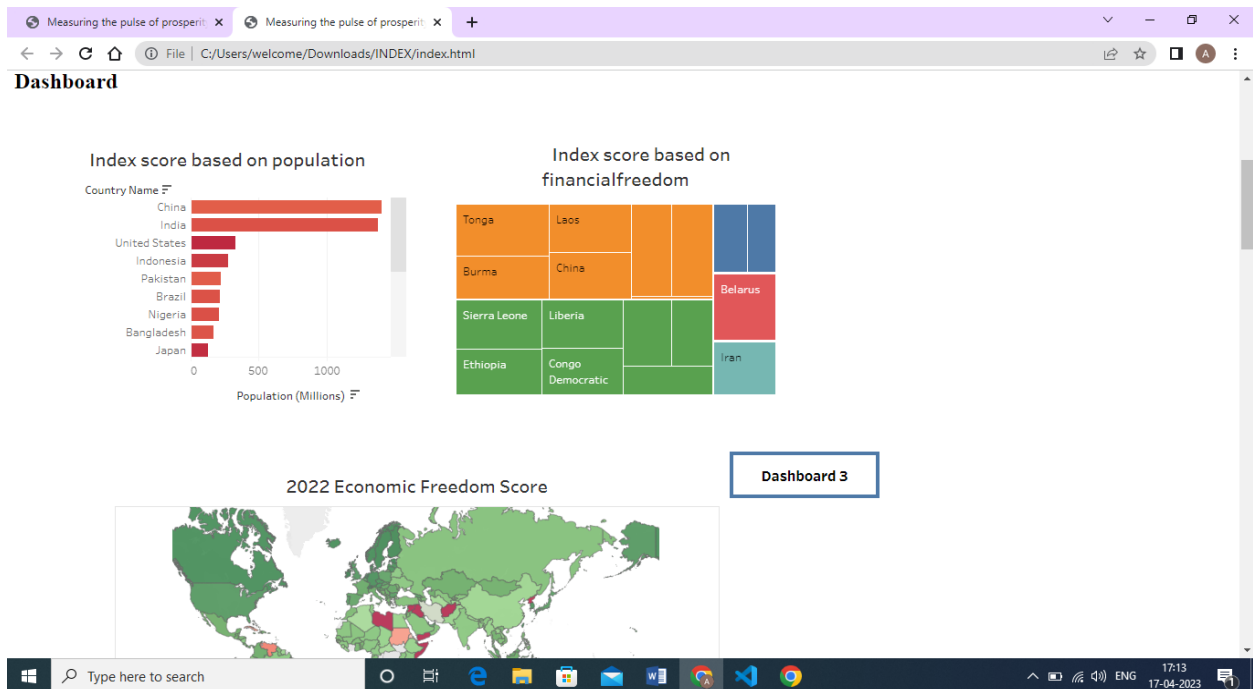 Measuring the pulse of prosperit
Measuring the pulse of prosperit
File
C:/Users/welcome/Downloads/INDEX/index.html
A
Dashboard
Index score based on population
Country Name
China
India
United States
Indonesia
Pakistan
Brazil
Nigeria
Bangladesh
Japan
0 500 1000
Population (Millions)
Index score based on
financialfreedom
Tonga
Laos
Burma
China
Sierra Leone
Liberia
Ethiopia
Congo
Democratic
Belarus
Iran
Dashboard 3
2022 Economic Freedom Score
Type here to search
ENG
17:13
17-04-2023
1